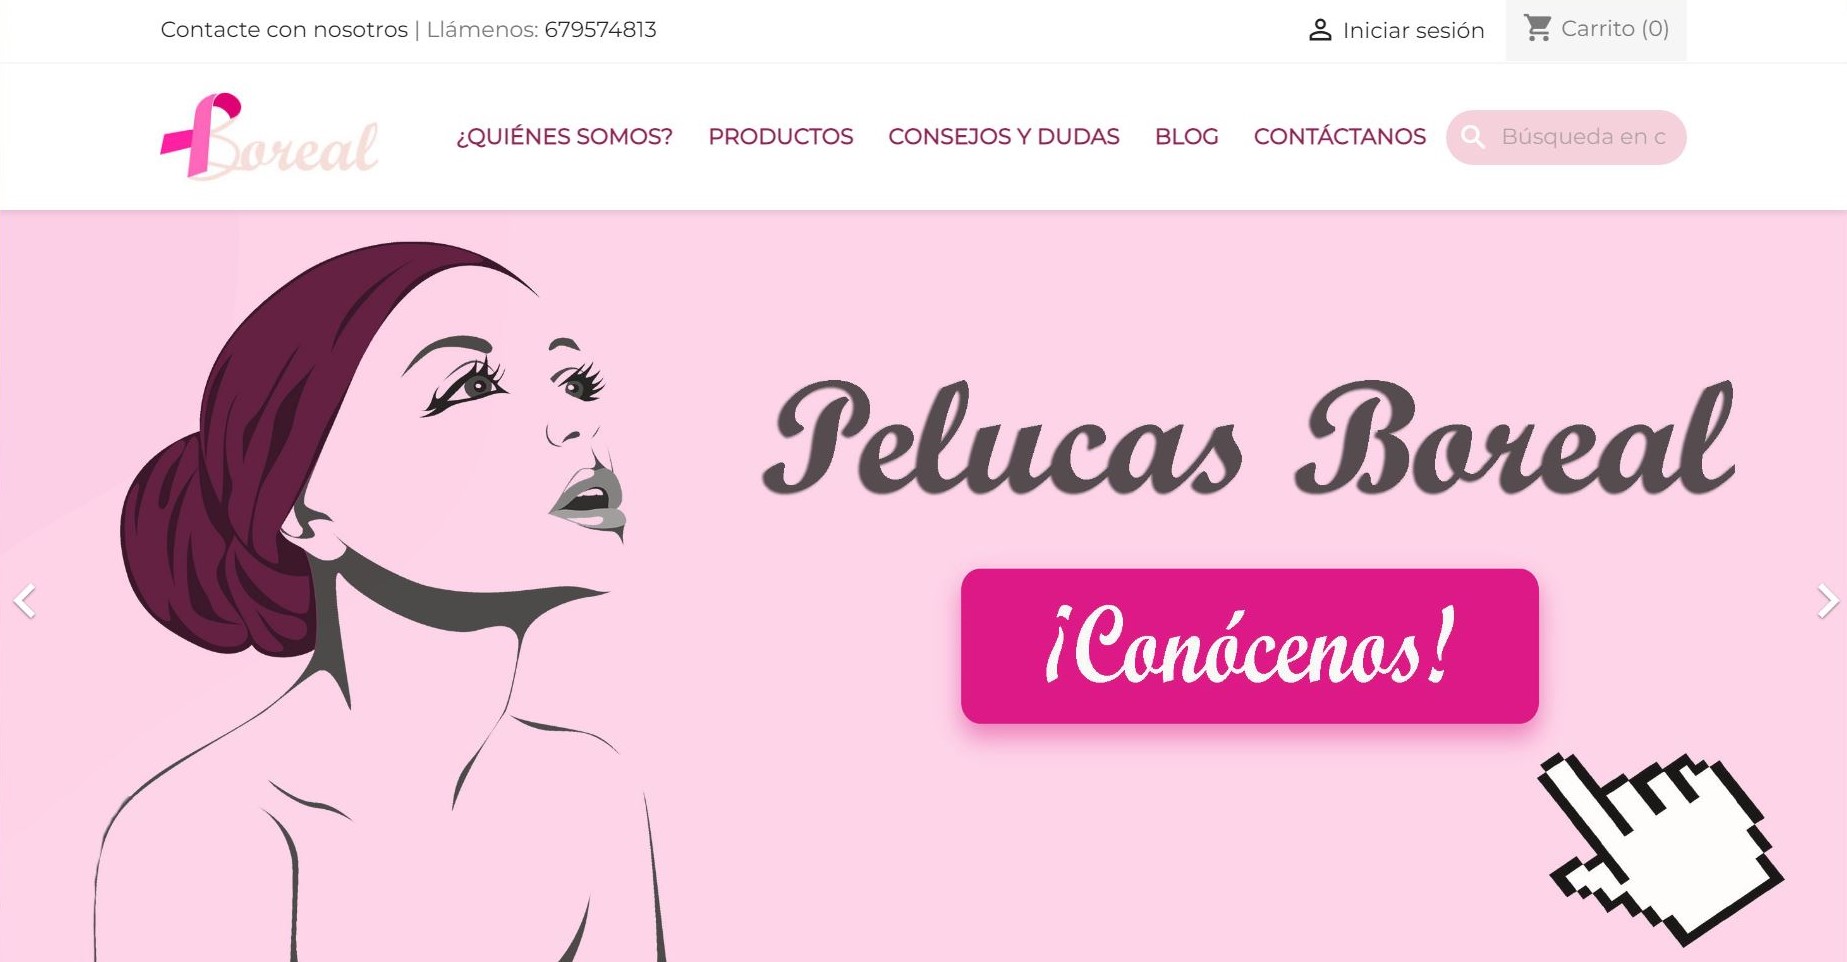 Contacte con nosotros | Llámenos: 679574813
Iniciar sesión
Carrito (0)
Boreal
¿QUIÉNES SOMOS?
PRODUCTOS
CONSEJOS Y DUDAS
BLOG
CONTÁCTANOS
Búsqueda en c
Pelucas Boreal
¡Conócenos!